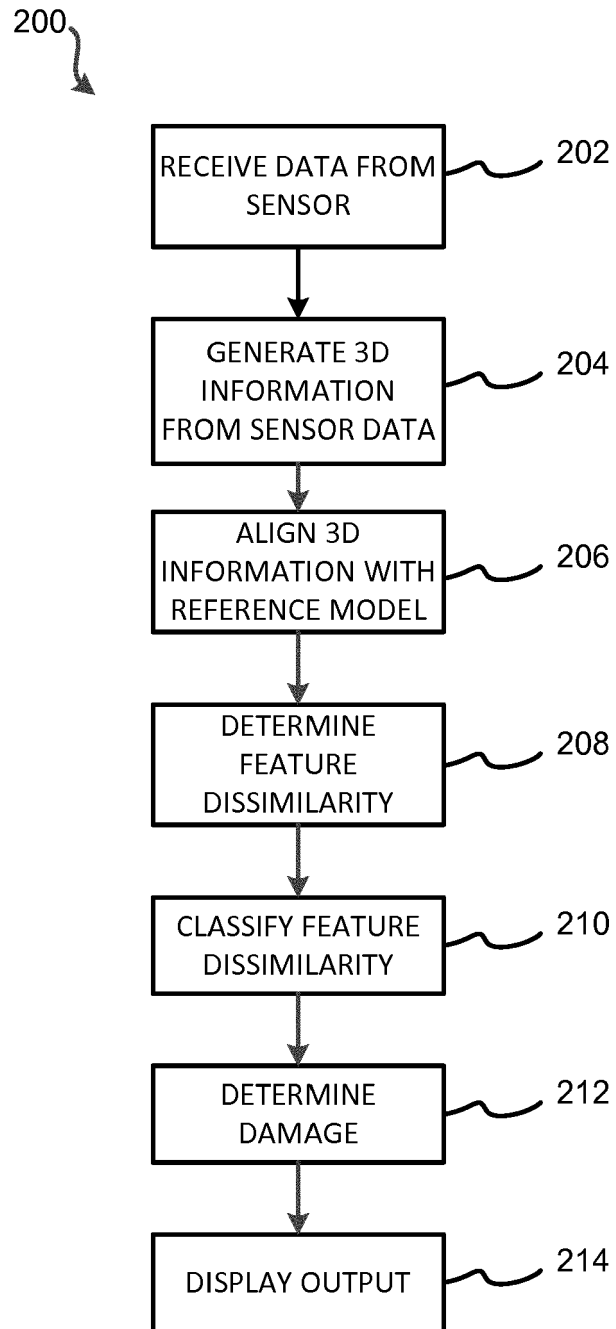 200
RECEIVE DATA FROM
SENSOR
202
GENERATE 3D
INFORMATION
FROM SENSOR DATA
204
ALIGN 3D
INFORMATION WITH
REFERENCE MODEL
206
DETERMINE
FEATURE
DISSIMILARITY
208
CLASSIFY FEATURE
DISSIMILARITY
210
DETERMINE
DAMAGE
212
DISPLAY OUTPUT
214